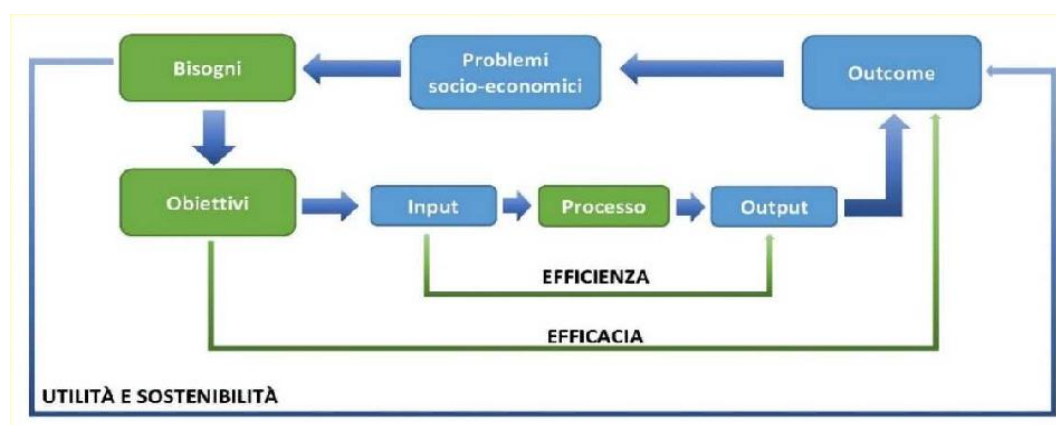 Bisogni
Problemi
socio-economici
Outcome
Obiettivi
Input
Processo
Output
EFFICIENZA
EFFICACIA
UTILITÀ E SOSTENIBILITÀ